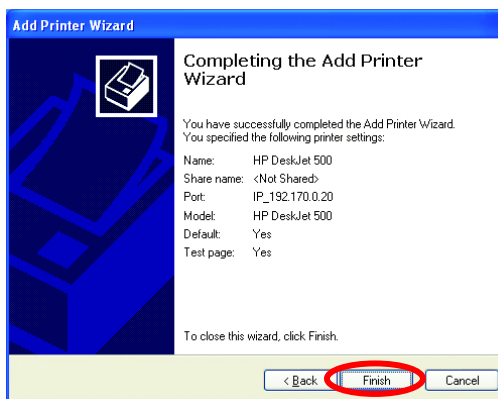 Add Printer Wizard
Completing the Add Printer
Wizard
You have successfully completed the Add Printer Wizard.
You specified the following printer settings:
Name: HP DeskJet 500
Share name: <Not Shared>
Port: IP_192.170.0.20
Model: HP DeskJet 500
Default: Yes
Test page: Yes
To close this wizard, click Finish.
< Back Finish Cancel